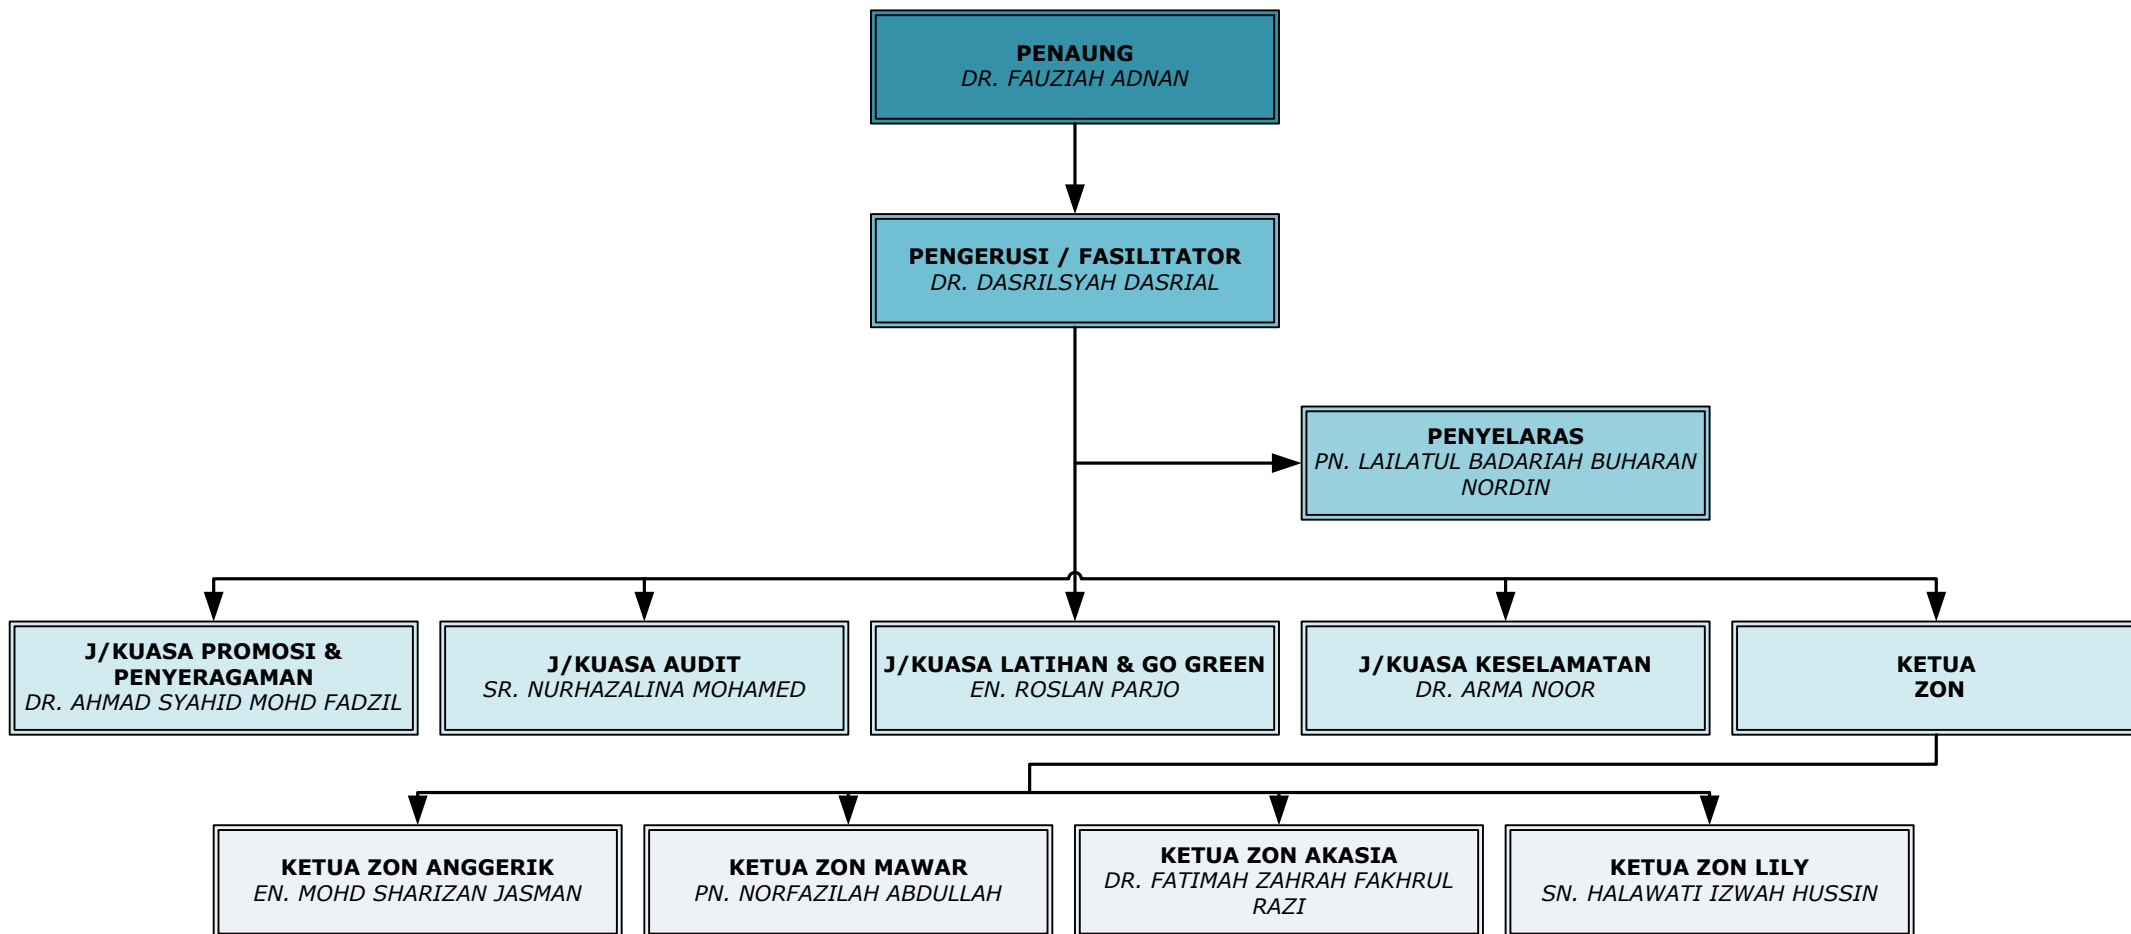 PENAUNG
DR. FAUZIAH ADNAN
PENGERUSI / FASILITATOR
DR. DASRILSYAH DASRIAL
PENYELARAS
PN. LAILATUL BADARIAH BUHARAN
NORDIN
J/KUASA PROMOSI &
PENYERAGAMAN
DR. AHMAD SYAHID MOHD FADZIL
J/KUASA AUDIT
SR. NURHAZALINA MOHAMED
J/KUASA LATIHAN & GO GREEN
EN. ROSLAN PARJO
J/KUASA KESELAMATAN
DR. ARMA NOOR
KETUA
ZON
KETUA ZON ANGGERIK
EN. MOHD SHARIZAN JASMAN
KETUA ZON MAWAR
PN. NORFAZILAH ABDULLAH
KETUA ZON AKASIA
DR. FATIMAH ZAHRAH FAKHRUL
RAZI
KETUA ZON LILY
SN. HALAWATI IZWAH HUSSIN